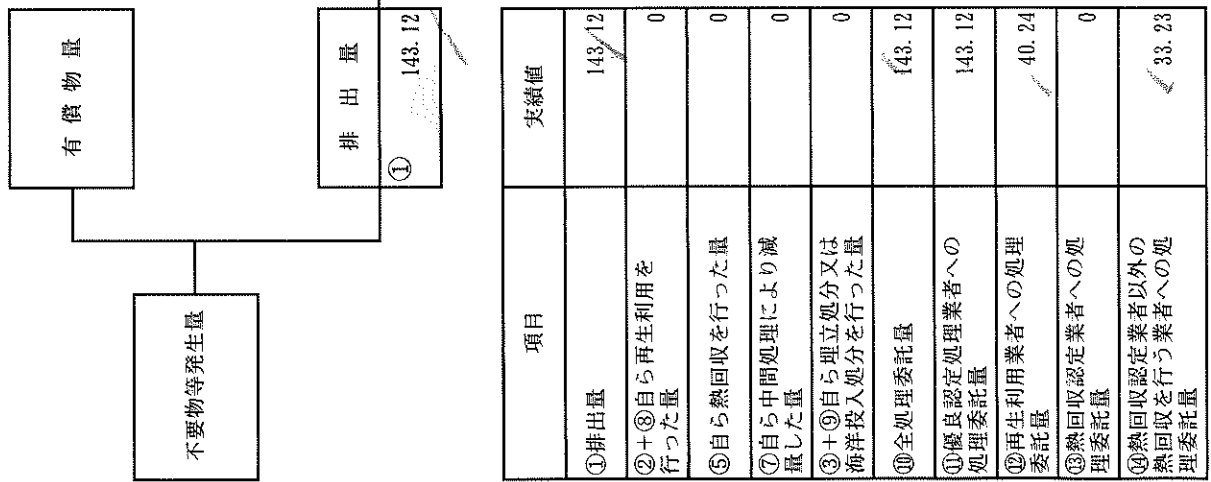 不要物等発生量
有償物量
排出量
①
143.12
項目
実績値
①排出量
143.12
②+⑧自ら再生利用を
行った量
0
⑤自ら熱回収を行った量
0
⑦自ら中間処理により減
量した量
0
③+⑨自ら埋立処分又は
海洋投入処分を行った量
0
⑩全処理委託量
143.12
⑪優良認定処理業者への
処理委託量
143.12
⑫再生利用業者への処理
委託量
40.24
⑬熱回収認定業者への処
理委託量
0
⑭熱回収認定業者以外の
熱回収を行う業者への処
理委託量
33.23